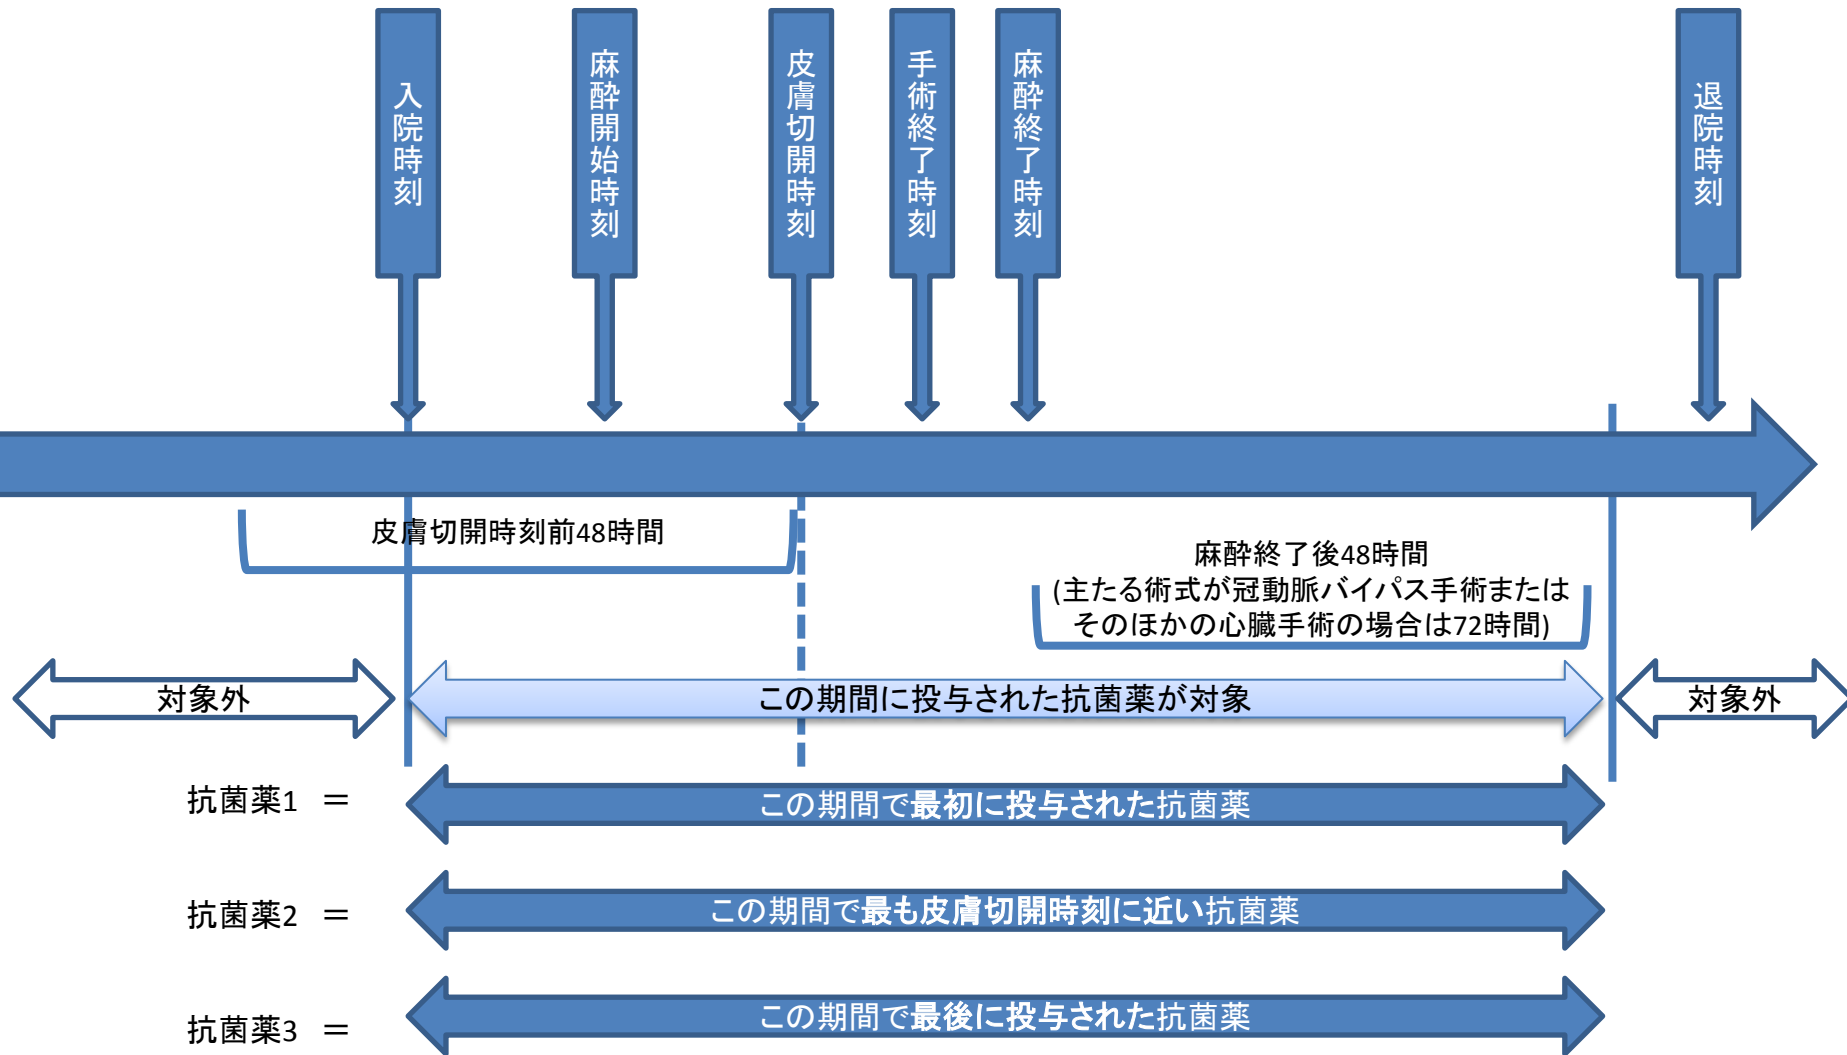 入院時刻
麻酔開始時刻
皮膚切開時刻
手術終了時刻
麻酔終了時刻
退院時刻
皮膚切開時刻前48時間
麻酔終了後48時間
(主たる術式が冠動脈バイパス手術または
そのほかの心臓手術の場合は72時間)
対象外
この期間に投与された抗菌薬が対象
対象外
抗菌薬1 ＝
この期間で最初に投与された抗菌薬
抗菌薬2 ＝
この期間で最も皮膚切開時刻に近い抗菌薬
抗菌薬3 ＝
この期間で最後に投与された抗菌薬